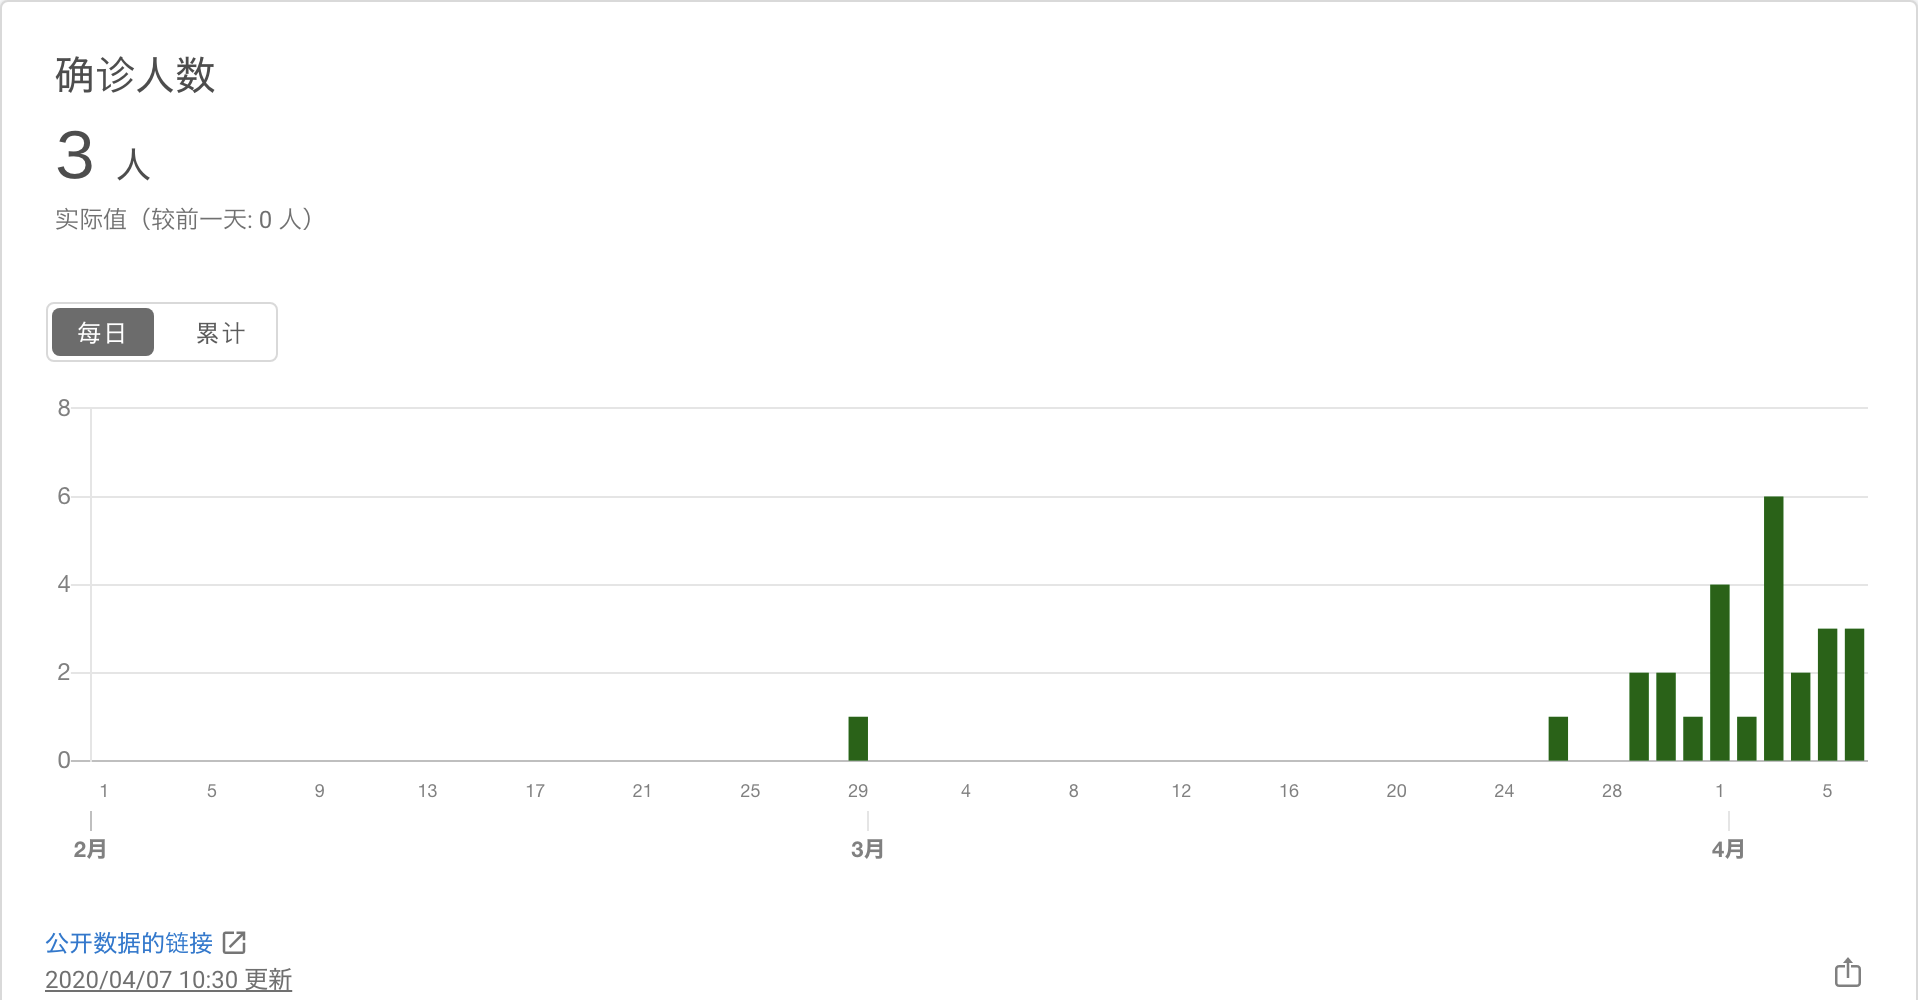 确诊人数
3 人
实际值（较前一天: 0 人）
每日 累计
8
6
4
2
0
1 5 9 13 17 21 25 29 4 8 12 16 20 24 28 1 5
2月 3月 4月
公开数据的链接
2020/04/07 10:30 更新